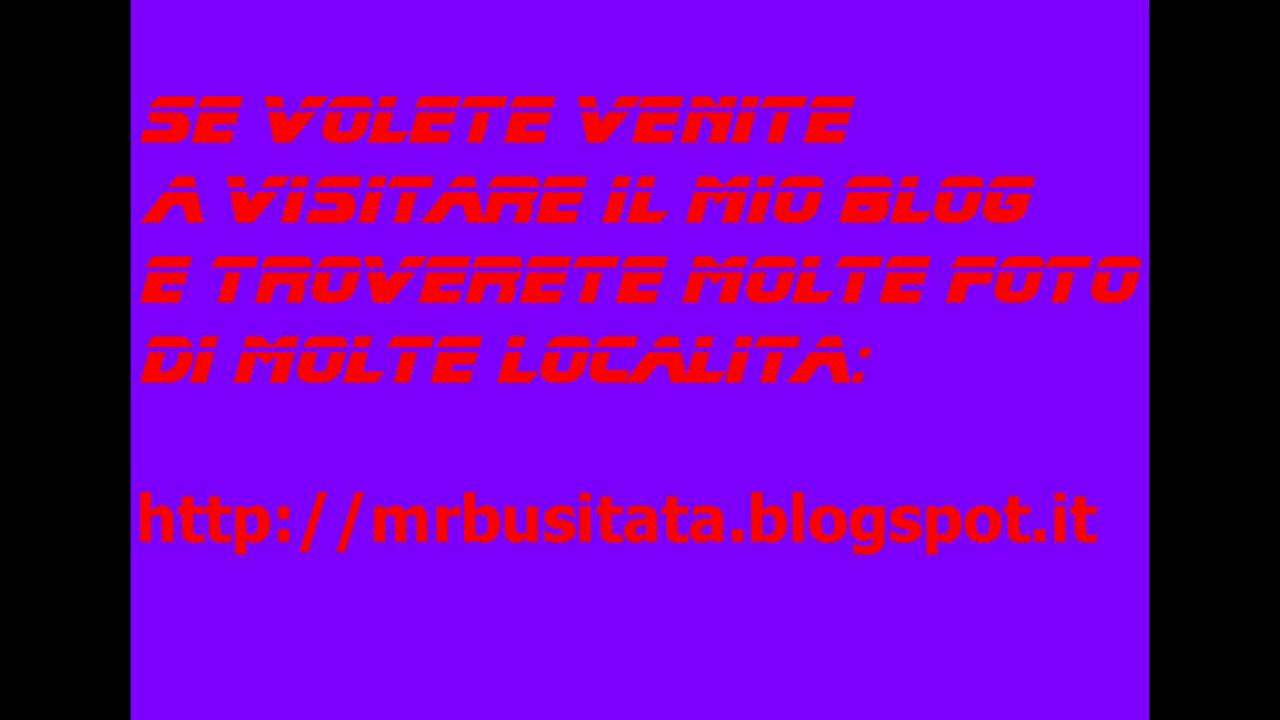 SE VOLETE VENITE
A VISITARE IL MIO BLOG
E TROVERETE MOLTE FOTO
DI MOLTE LOCALITA:
http://mrbusitata.blogspot.it